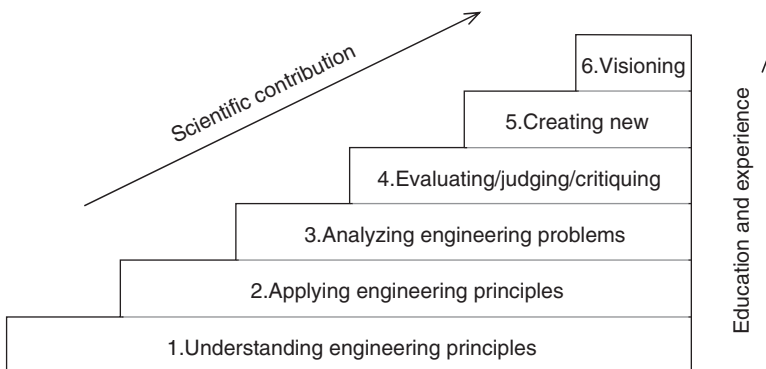 Scientific contribution
6.Visioning
5.Creating new
4.Evaluating/judging/critiquing
3.Analyzing engineering problems
2.Applying engineering principles
1.Understanding engineering principles
Education and experience